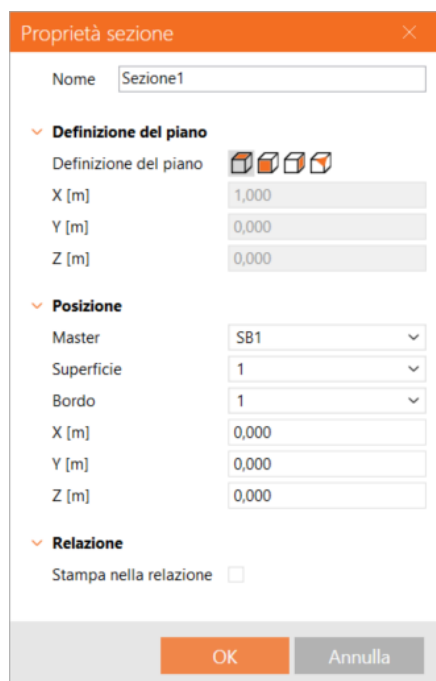 Proprietà sezione
Nome Sezione1
Definizione del piano
Definizione del piano
X [m] 1,000
Y [m] 0,000
Z [m] 0,000
Posizione
Master SB1
Superficie 1
Bordo 1
X [m] 0,000
Y [m] 0,000
Z [m] 0,000
Relazione
Stampa nella relazione
OK Annulla